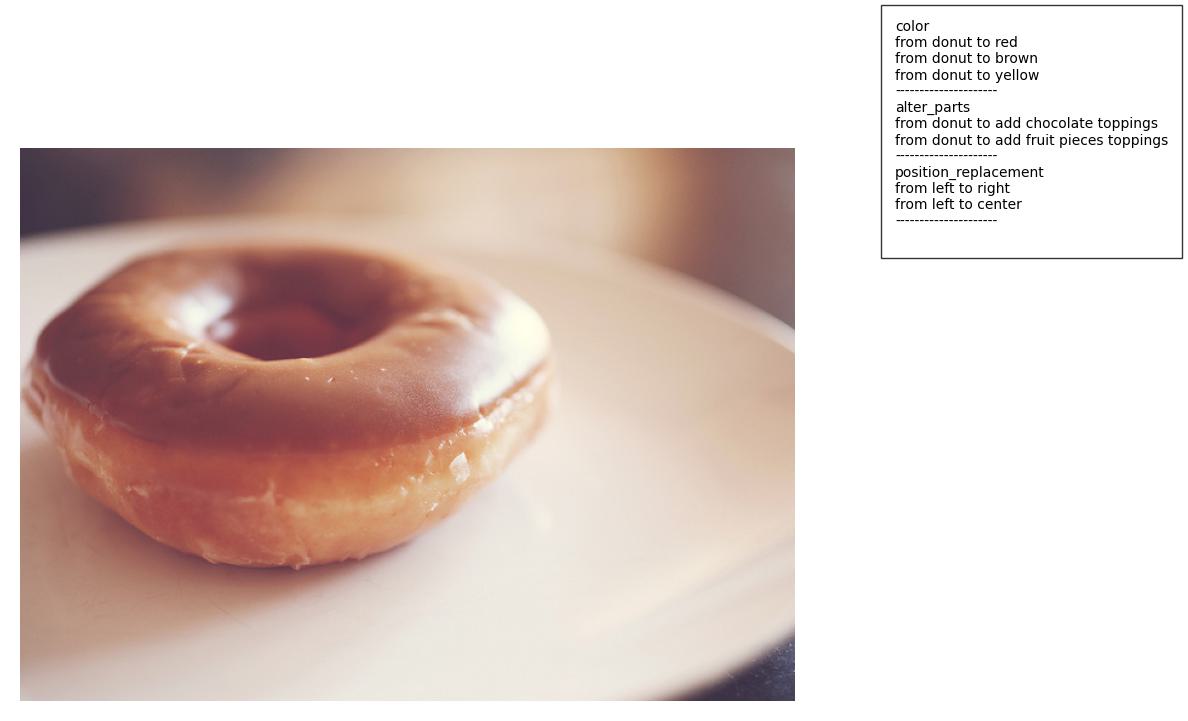 color
from donut to red
from donut to brown
from donut to yellow
---------------------
alter_parts
from donut to add chocolate toppings
from donut to add fruit pieces toppings
---------------------
position_replacement
from left to right
from left to center
---------------------